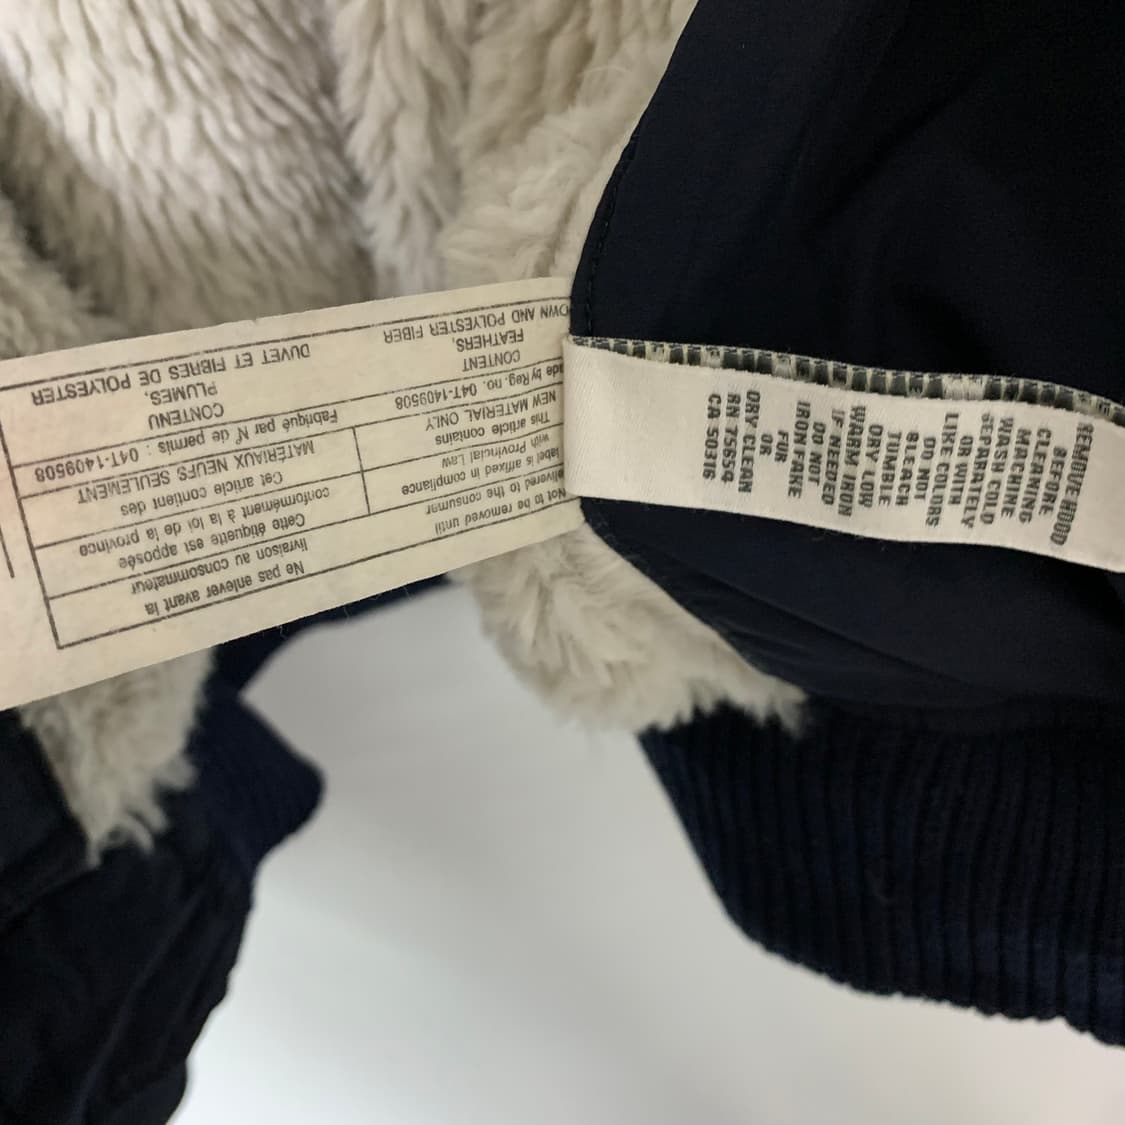 Not to be removed until
delivered to the consumer
Ne pas enlever avant la
livraison au consommateur
label is affixed in compliance
with Provincial Law
Cette étiquette est apposée
conformément à la loi de la province
This article contains
NEW MATERIAL ONLY
Cet article contient des
MATÉRIAUX NEUFS SEULEMENT
by Reg. no. 04T-1409508
Fabriqué par N° de permis : 04T-1409508
CONTENT
FEATHERS,
AND POLYESTER FIBER
CONTENU
PLUMES,
DUVET ET FIBRES DE POLYESTER
REMOVE HOOD
BEFORE
CLEANING
MACHINE
WASH COLD
SEPARATELY
OR WITH
LIKE COLORS
DO NOT
BLEACH
TUMBLE
DRY LOW
WARM IRON
IF NEEDED
DO NOT
IRON FAKE
FUR
OR
DRY CLEAN
RN 75654
CA 50316